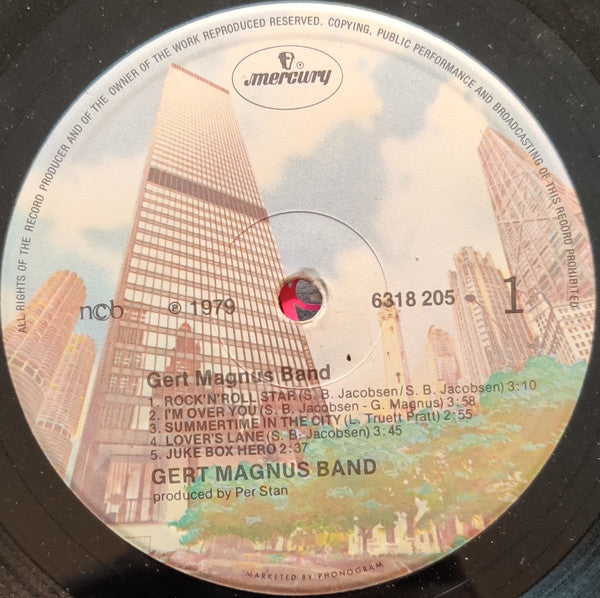 ALL RIGHTS OF THE RECORD PRODUCER AND OF THE OWNER OF THE WORK REPRODUCED RESERVED. COPYING, PUBLIC PERFORMANCE AND BROADCASTING OF THIS RECORD PROHIBITED
mercury
ncb
℗ 1979
6318 205 · 1
Gert Magnus Band
1. ROCK'N'ROLL STAR (S. B. Jacobsen/S. B. Jacobsen) 3:10
2. I'M OVER YOU (S. B. Jacobsen - G. Magnus) 3:58
3. SUMMERTIME IN THE CITY (L. Truett Pratt) 2:55
4. LOVER'S LANE (S. B. Jacobsen) 3:45
5. JUKE BOX HERO 2:37
GERT MAGNUS BAND
produced by Per Stan
MARKETED BY PHONOGRAM